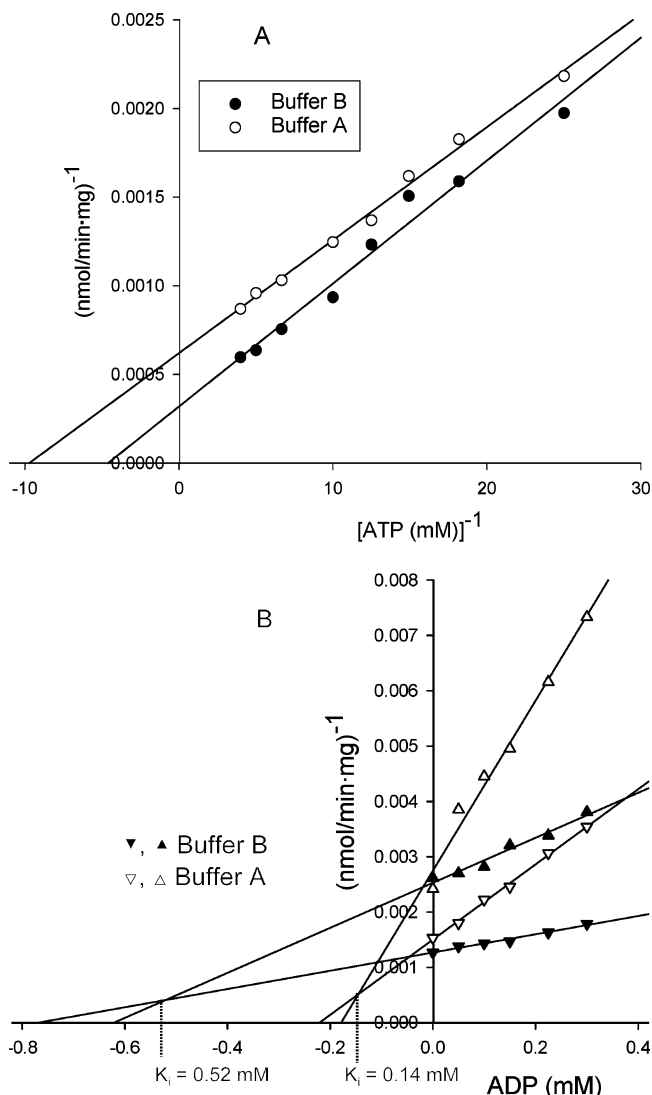 A
0.0025
0.0020
0.0015
0.0010
0.0005
0.0000
(nmol/min·mg)⁻¹
Buffer B
Buffer A
-10 0 10 20 30
[ATP (mM)]⁻¹
B
0.008
0.007
0.006
0.005
0.004
0.003
0.002
0.001
0.000
(nmol/min·mg)⁻¹
▼, ▲ Buffer B
▽, △ Buffer A
-0.8 -0.6 -0.4 -0.2 0.0 0.2 0.4
Kᵢ = 0.52 mM Kᵢ = 0.14 mM
ADP (mM)